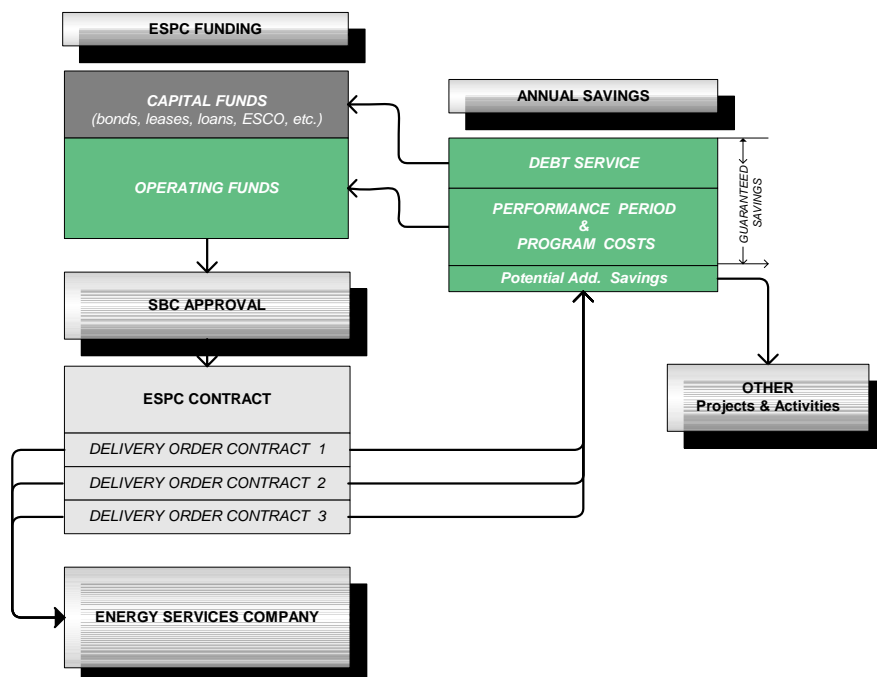 ESPC FUNDING
CAPITAL FUNDS
(bonds, leases, loans, ESCO, etc.)
OPERATING FUNDS
SBC APPROVAL
ESPC CONTRACT
DELIVERY ORDER CONTRACT 1
DELIVERY ORDER CONTRACT 2
DELIVERY ORDER CONTRACT 3
ENERGY SERVICES COMPANY
ANNUAL SAVINGS
DEBT SERVICE
PERFORMANCE PERIOD
&
PROGRAM COSTS
Potential Add. Savings
GUARANTEED
SAVINGS
OTHER
Projects & Activities